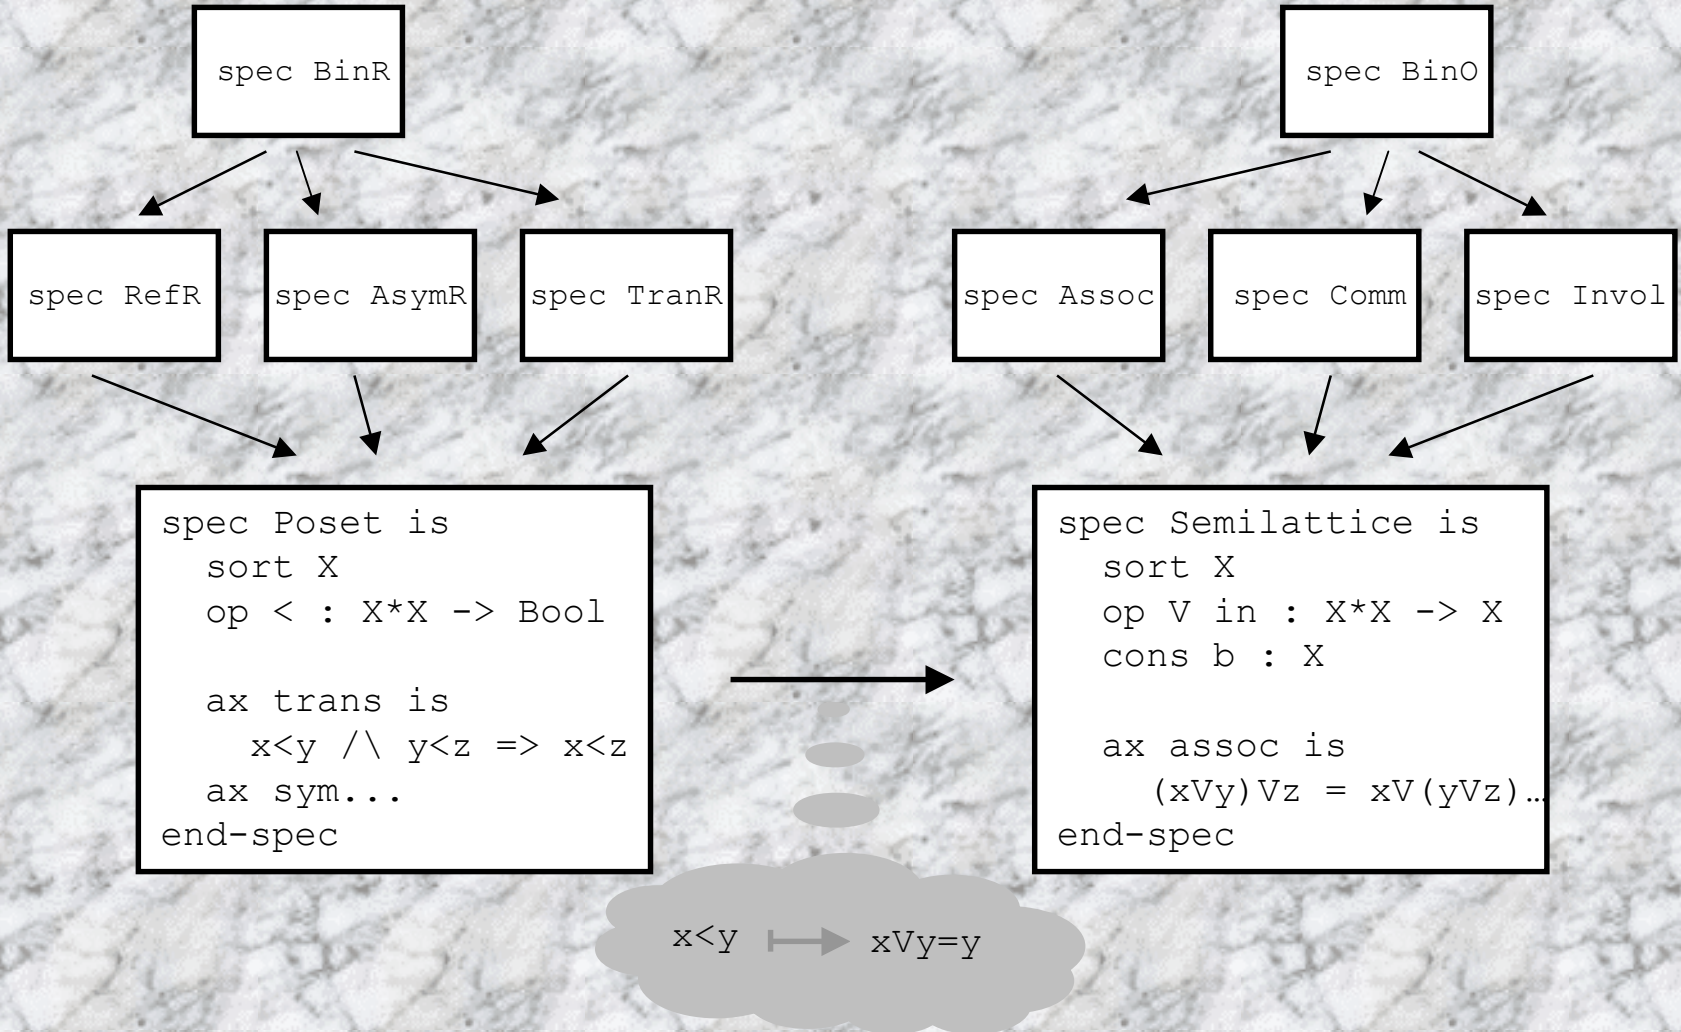 spec BinR
spec BinO
spec RefR
spec AsymR
spec TranR
spec Assoc
spec Comm
spec Invol
spec Poset is
sort X
op < : X*X -> Bool
ax trans is
x<y /\ y<z => x<z
ax sym...
end-spec
spec Semilattice is
sort X
op V in : X*X -> X
cons b : X
ax assoc is
(xVy)Vz = xV(yVz)…
end-spec
x<y ↦ xVy=y